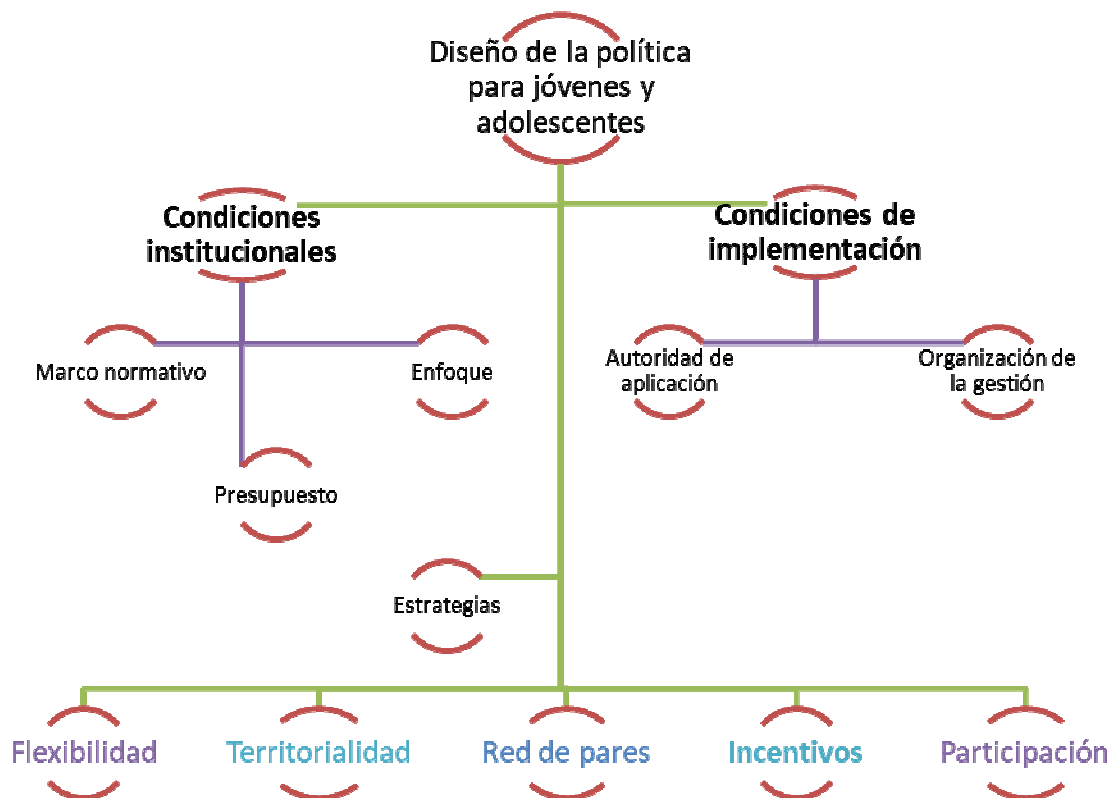 Diseño de la política
para jóvenes y
adolescentes
Condiciones
institucionales
Condiciones de
implementación
Marco normativo
Enfoque
Autoridad de
aplicación
Organización de
la gestión
Presupuesto
Estrategias
Flexibilidad
Territorialidad
Red de pares
Incentivos
Participación